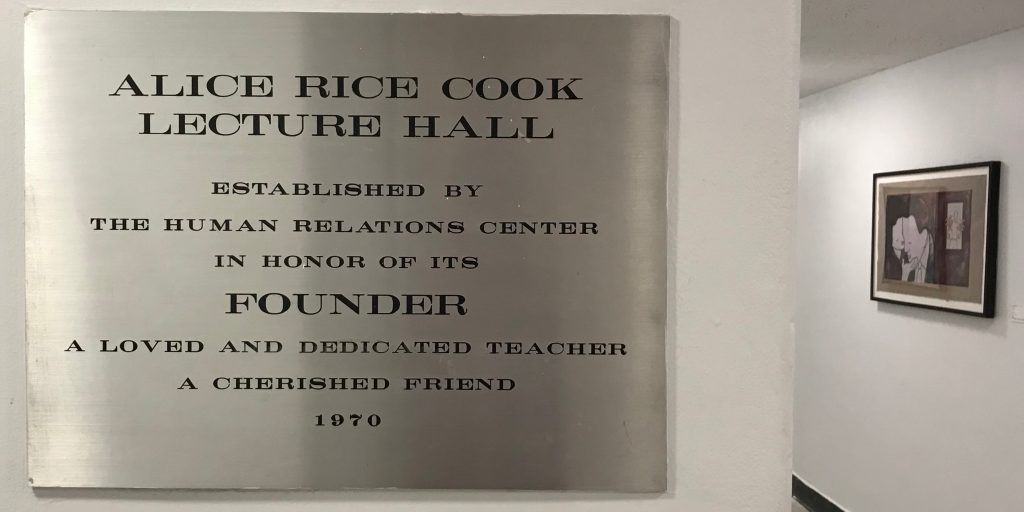 ALICE RICE COOK
LECTURE HALL
ESTABLISHED BY
THE HUMAN RELATIONS CENTER
IN HONOR OF ITS
FOUNDER
A LOVED AND DEDICATED TEACHER
A CHERISHED FRIEND
1970